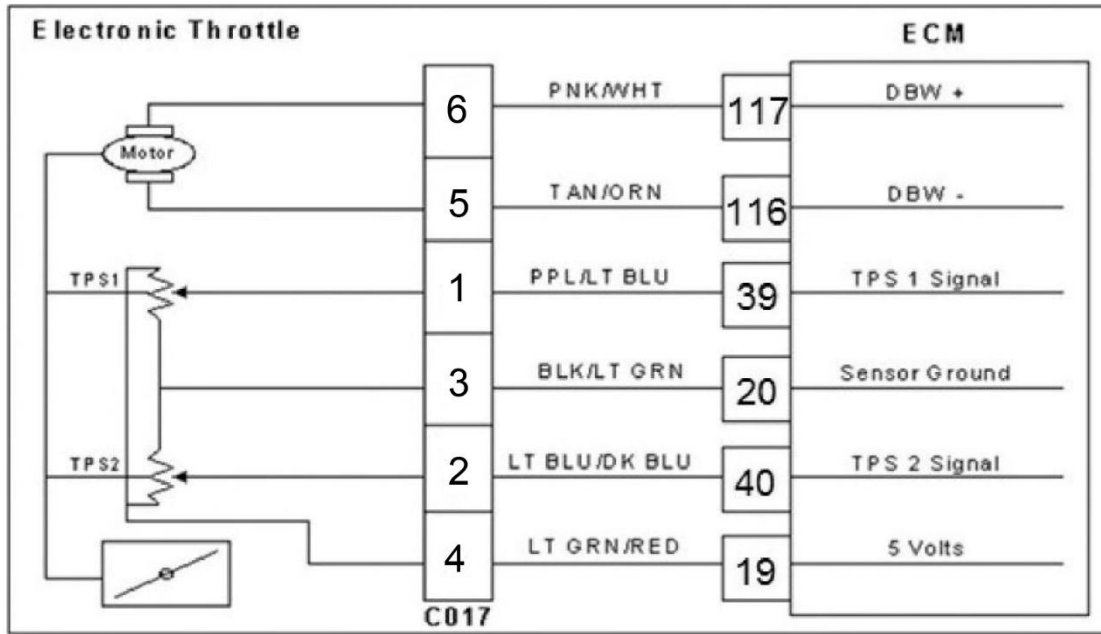 Electronic Throttle
ECM
6 PNK/WHT 117 DBW +
Motor
5 TAN/ORN 116 DBW -
TPS1 1 PPL/LT BLU 39 TPS 1 Signal
3 BLK/LT GRN 20 Sensor Ground
TPS2 2 LT BLU/DK BLU 40 TPS 2 Signal
4 LT GRN/RED 19 5 Volts
C017